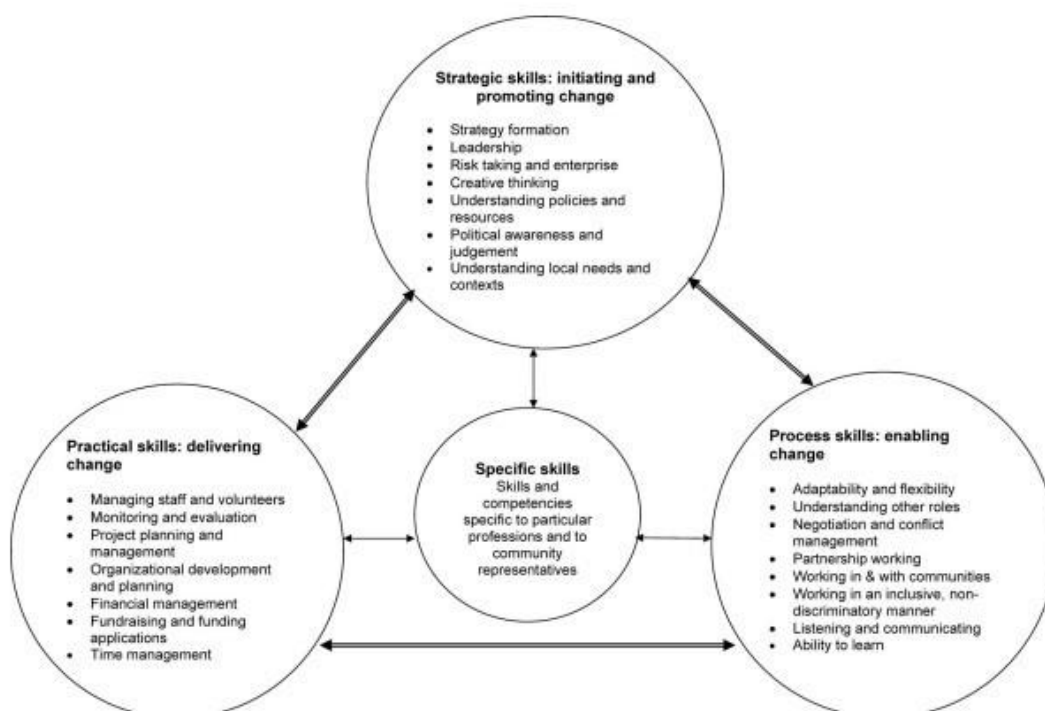 Strategic skills: initiating and
promoting change
• Strategy formation
• Leadership
• Risk taking and enterprise
• Creative thinking
• Understanding policies and
resources
• Political awareness and
judgement
• Understanding local needs and
contexts
Practical skills: delivering
change
• Managing staff and volunteers
• Monitoring and evaluation
• Project planning and
management
• Organizational development
and planning
• Financial management
• Fundraising and funding
applications
• Time management
Specific skills
Skills and
competencies
specific to particular
professions and to
community
representatives
Process skills: enabling
change
• Adaptability and flexibility
• Understanding other roles
• Negotiation and conflict
management
• Partnership working
• Working in & with communities
• Working in an inclusive, non-
discriminatory manner
• Listening and communicating
• Ability to learn